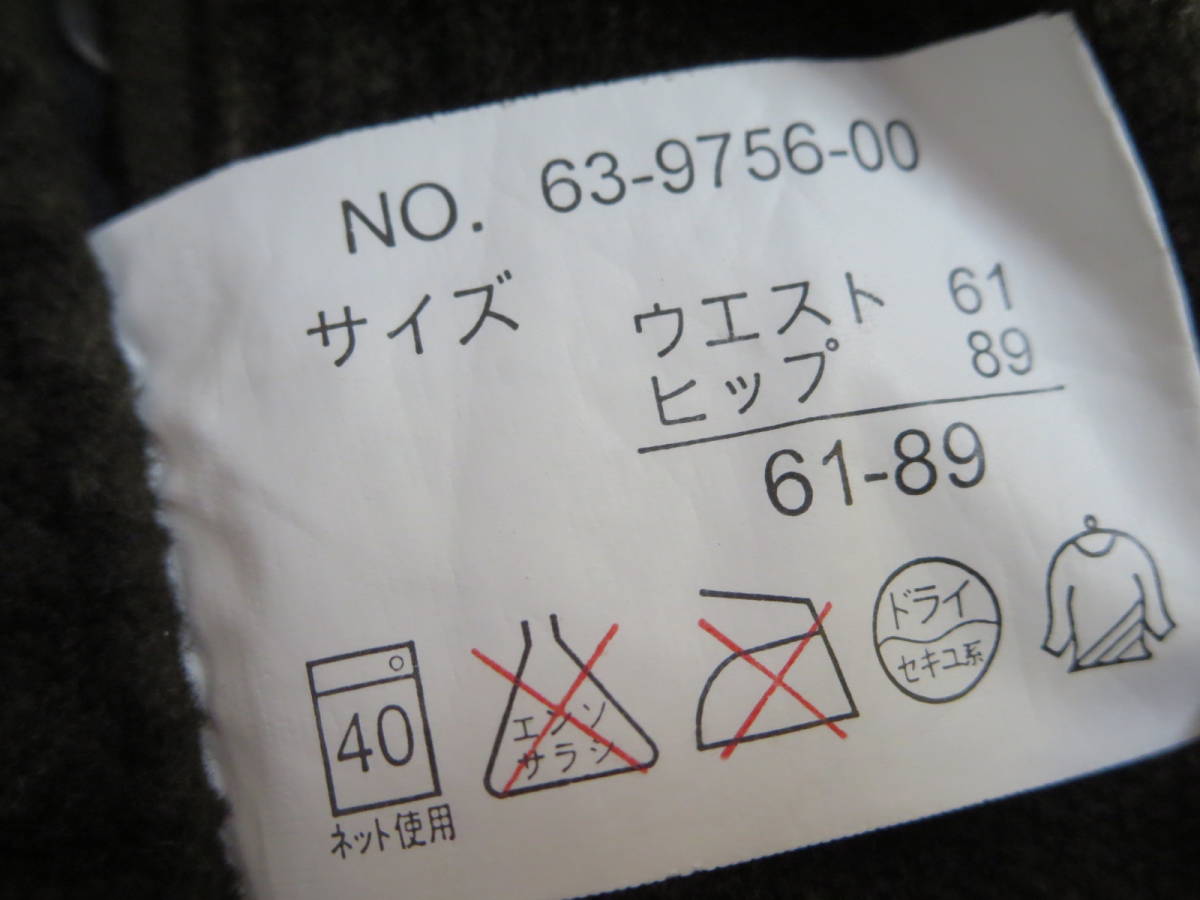 NO. 63-9756-00
サイズ ウエスト 61
ヒップ 89
61-89
40
ネット使用
エンソ
サラシ
ドライ
セキユ系